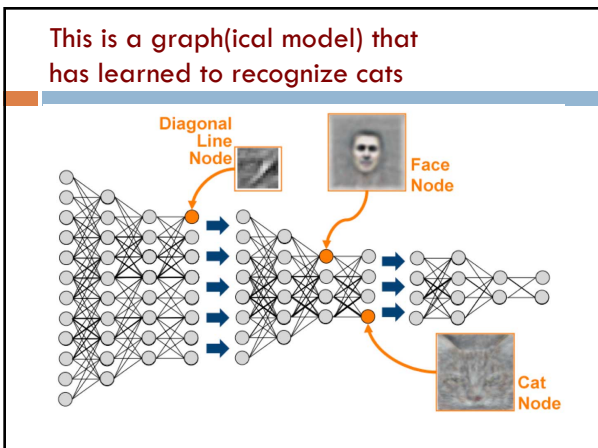 This is a graph(ical model) that
has learned to recognize cats
Diagonal
Line
Node
Face
Node
Cat
Node